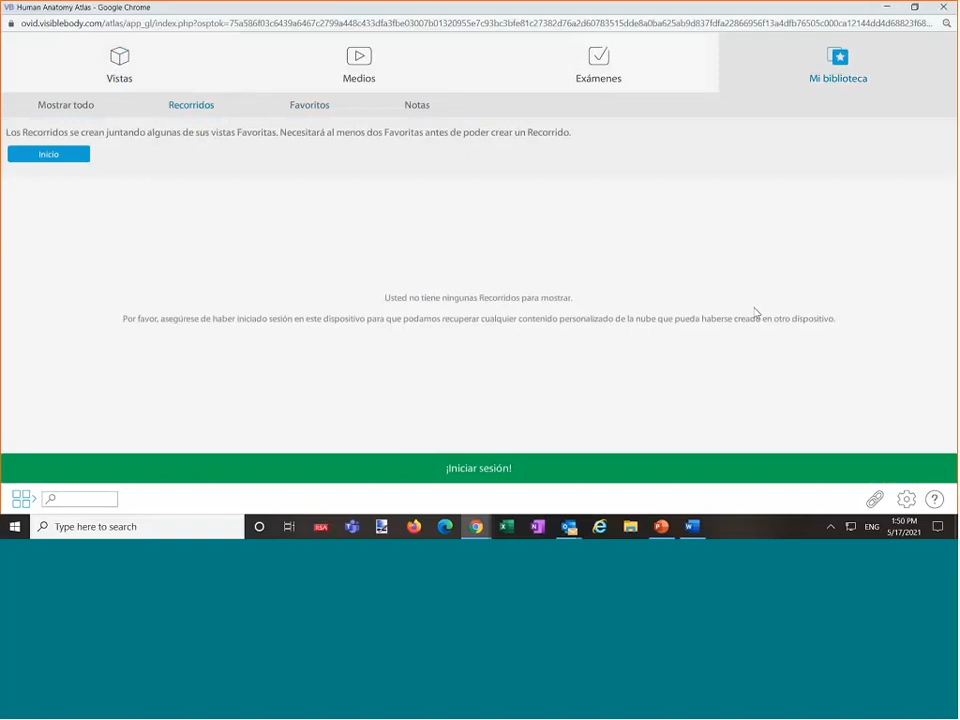 Human Anatomy Atlas - Google Chrome
Vistas
Medios
Exámenes
Mi biblioteca
Mostrar todo
Recorridos
Favoritos
Notas
Los Recorridos se crean juntando algunas de sus vistas Favoritas. Necesitará al menos dos Favoritas antes de poder crear un Recorrido.
Inicio
Usted no tiene ningunas Recorridos para mostrar.
Por favor, asegúrese de haber iniciado sesión en este dispositivo para que podamos recuperar cualquier contenido personalizado de la nube que pueda haberse creado en otro dispositivo.
¡Iniciar sesión!
Type here to search
RSA
ENG
1:50 PM
5/17/2021